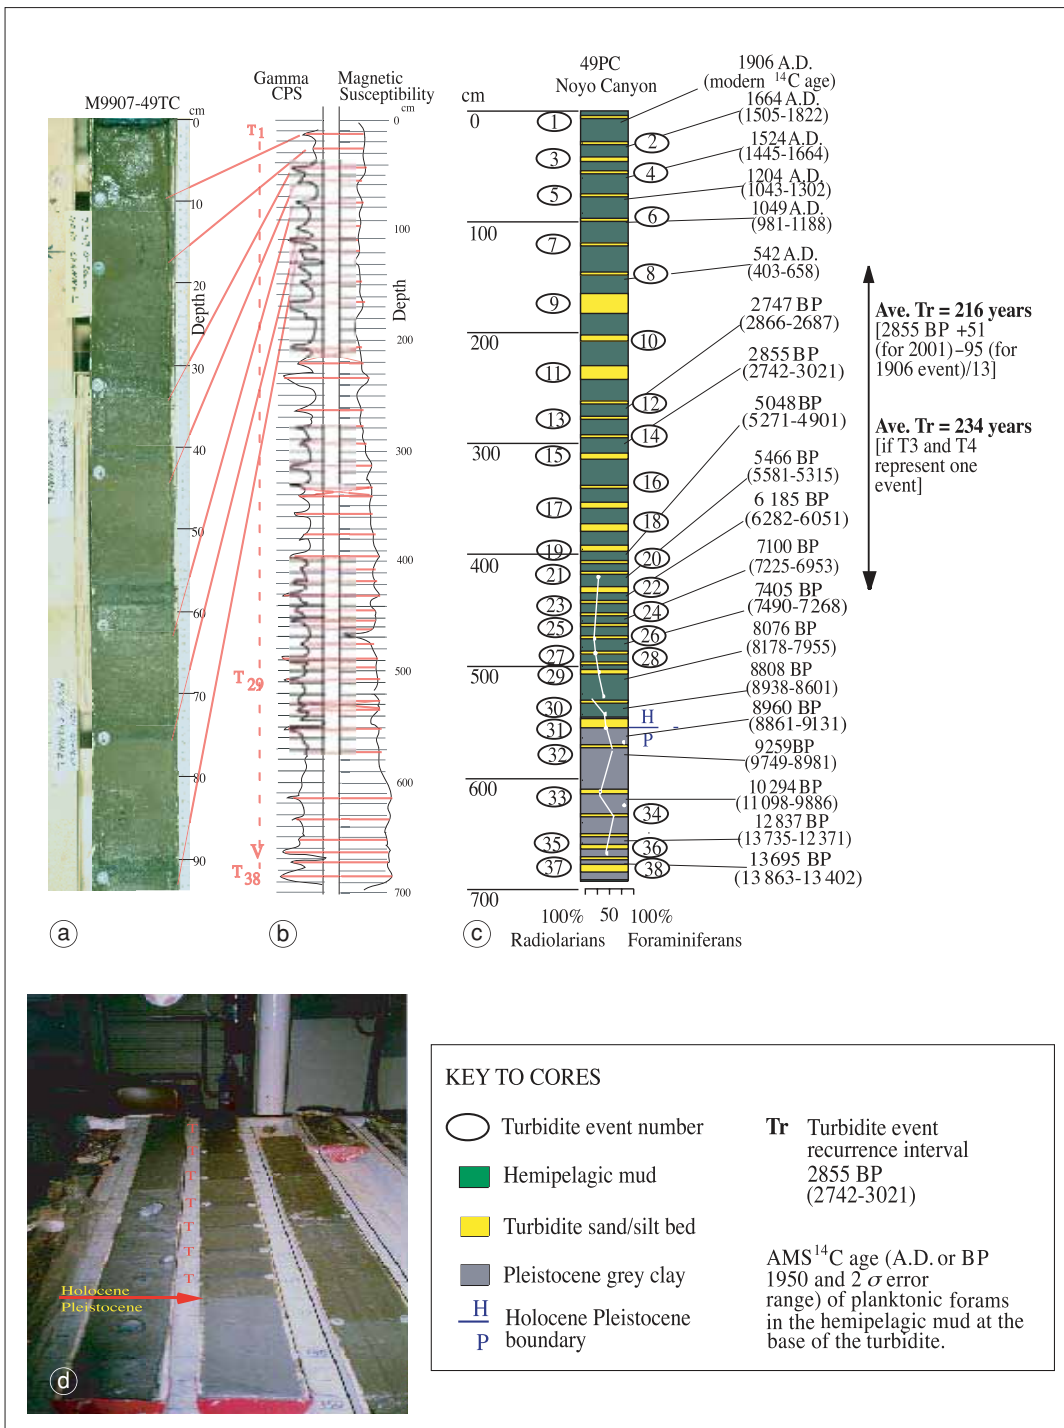 M9907-49TC
cm
0
10
20
30
40
50
60
70
80
90
Depth
a
Gamma
CPS
Magnetic
Susceptibility
cm
0
100
200
300
400
500
600
700
Depth
T1
T29
V
T38
b
49PC
Noyo Canyon
cm
0
100
200
300
400
500
600
700
1
2
3
4
5
6
7
8
9
10
11
12
13
14
15
16
17
18
19
20
21
22
23
24
25
26
27
28
29
30
31
32
33
34
35
36
37
38
H
P
1906 A.D.
(modern 14C age)
1664 A.D.
(1505-1822)
1524 A.D.
(1445-1664)
1204 A.D.
(1043-1302)
1049 A.D.
(981-1188)
542 A.D.
(403-658)
2747 BP
(2866-2687)
2855 BP
(2742-3021)
5048 BP
(5271-4901)
5466 BP
(5581-5315)
6 185 BP
(6282-6051)
7100 BP
(7225-6953)
7405 BP
(7490-7268)
8076 BP
(8178-7955)
8808 BP
(8938-8601)
8960 BP
(8861-9131)
9259BP
(9749-8981)
10 294 BP
(11 098-9886)
12 837 BP
(13 735-12 371)
13 695 BP
(13 863-13 402)
Ave. Tr = 216 years
[2855 BP +51
(for 2001)–95 (for
1906 event)/13]
Ave. Tr = 234 years
[if T3 and T4
represent one
event]
100% 50 100%
Radiolarians Foraminiferans
c
T
T
T
T
T
T
T
Holocene
Pleistocene
d
KEY TO CORES
Turbidite event number
Hemipelagic mud
Turbidite sand/silt bed
Pleistocene grey clay
H
P
Holocene Pleistocene
boundary
Tr Turbidite event
recurrence interval
2855 BP
(2742-3021)
AMS14C age (A.D. or BP
1950 and 2 σ error
range) of planktonic forams
in the hemipelagic mud at the
base of the turbidite.